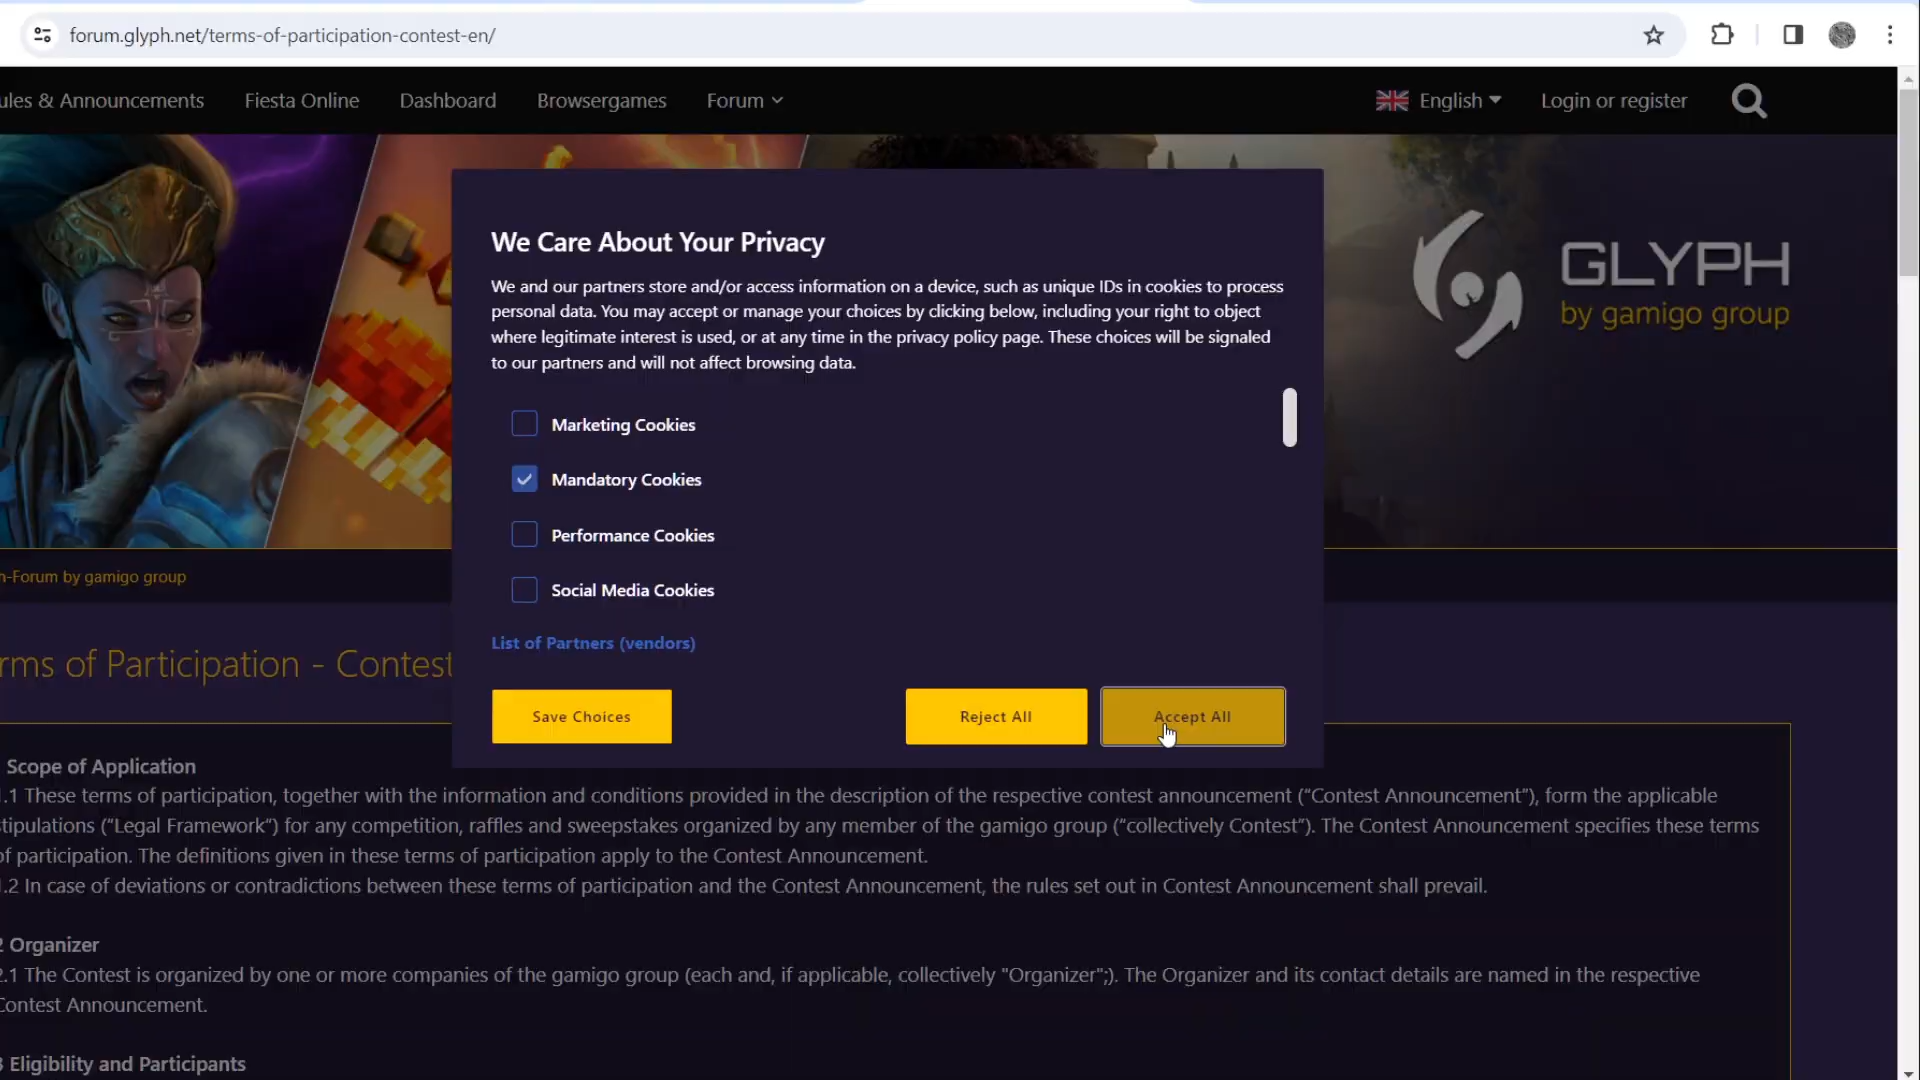 forum.glyph.net/terms-of-participation-contest-en/
ules & Announcements
Fiesta Online
Dashboard
Browsergames
Forum
English
Login or register
GLYPH
by gamigo group
We Care About Your Privacy
We and our partners store and/or access information on a device, such as unique IDs in cookies to process
personal data. You may accept or manage your choices by clicking below, including your right to object
where legitimate interest is used, or at any time in the privacy policy page. These choices will be signaled
to our partners and will not affect browsing data.
Marketing Cookies
Mandatory Cookies
Performance Cookies
Social Media Cookies
List of Partners (vendors)
Save Choices
Reject All
Accept All
h-Forum by gamigo group
rms of Participation - Contest
Scope of Application
.1 These terms of participation, together with the information and conditions provided in the description of the respective contest announcement (“Contest Announcement”), form the applicable
stipulations (“Legal Framework”) for any competition, raffles and sweepstakes organized by any member of the gamigo group (“collectively Contest”). The Contest Announcement specifies these terms
of participation. The definitions given in these terms of participation apply to the Contest Announcement.
.2 In case of deviations or contradictions between these terms of participation and the Contest Announcement, the rules set out in Contest Announcement shall prevail.
2 Organizer
2.1 The Contest is organized by one or more companies of the gamigo group (each and, if applicable, collectively "Organizer";). The Organizer and its contact details are named in the respective
Contest Announcement.
3 Eligibility and Participants